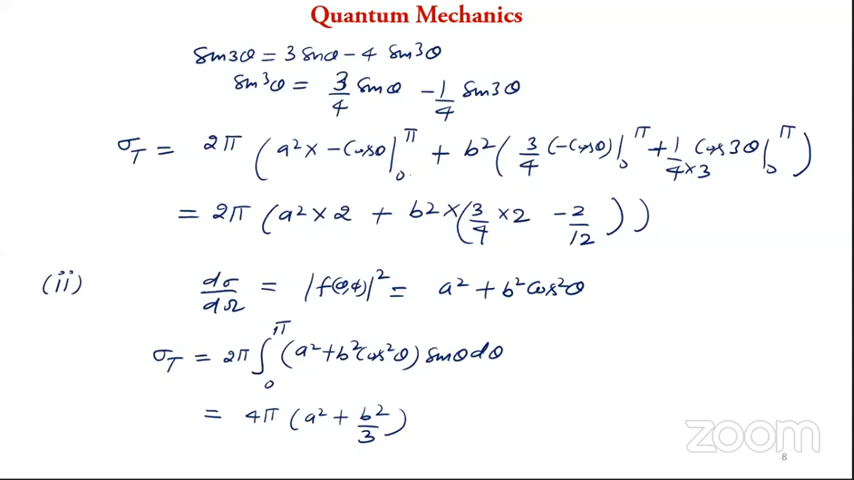 Quantum Mechanics
sin3θ = 3 sinθ - 4 sin³θ
sin³θ = 3/4 sinθ - 1/4 sin3θ
σ_T = 2π (a² x -cosθ|₀^π + b² (3/4 (-cosθ)|₀^π + 1/(4×3) cos3θ|₀^π)
= 2π (a² × 2 + b² × (3/4 × 2 - 2/12))
(ii) dσ/dΩ = |f(θ,ϕ)|² = a² + b² cos²θ
σ_T = 2π ∫₀^π (a² + b² cos²θ) sinθ dθ
= 4π (a² + b²/3)
zoom
8